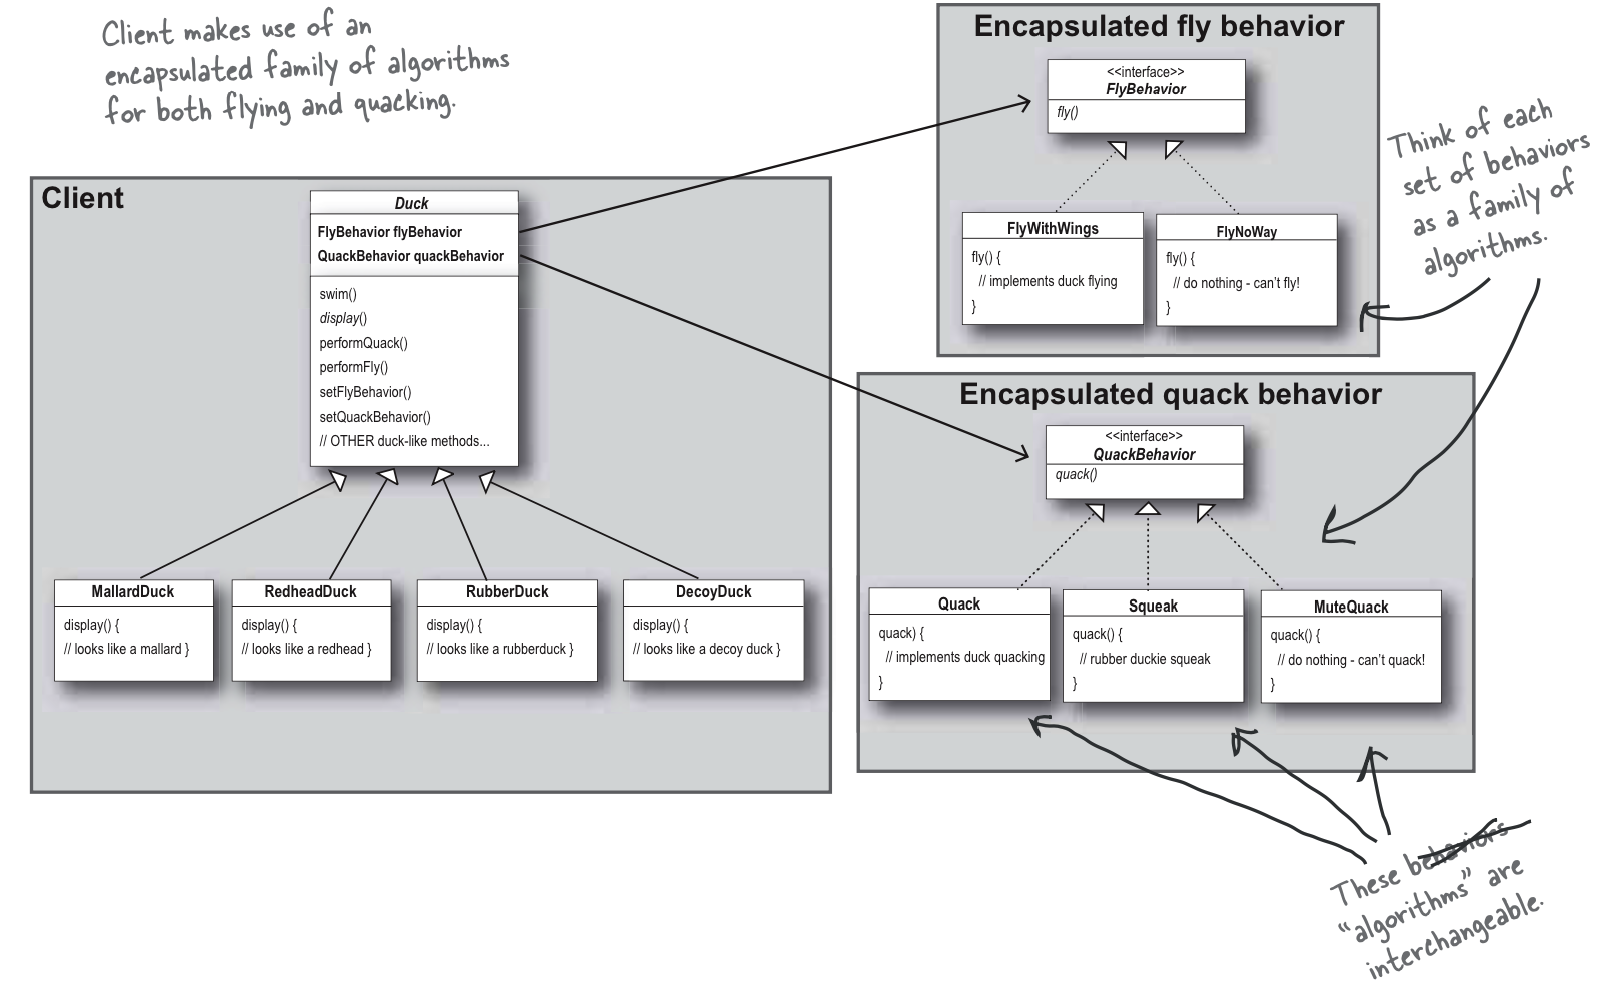 Client makes use of an
encapsulated family of algorithms
for both flying and quacking.
Client
Duck
FlyBehavior flyBehavior
QuackBehavior quackBehavior
swim()
display()
performQuack()
performFly()
setFlyBehavior()
setQuackBehavior()
// OTHER duck-like methods...
MallardDuck
display() {
// looks like a mallard }
RedheadDuck
display() {
// looks like a redhead }
RubberDuck
display() {
// looks like a rubberduck }
DecoyDuck
display() {
// looks like a decoy duck }
Encapsulated fly behavior
<<interface>>
FlyBehavior
fly()
FlyWithWings
fly() {
// implements duck flying
}
FlyNoWay
fly() {
// do nothing - can't fly!
}
Think of each
set of behaviors
as a family of
algorithms.
Encapsulated quack behavior
<<interface>>
QuackBehavior
quack()
Quack
quack) {
// implements duck quacking
}
Squeak
quack() {
// rubber duckie squeak
}
MuteQuack
quack() {
// do nothing - can't quack!
}
These behaviors
“algorithms” are
interchangeable.